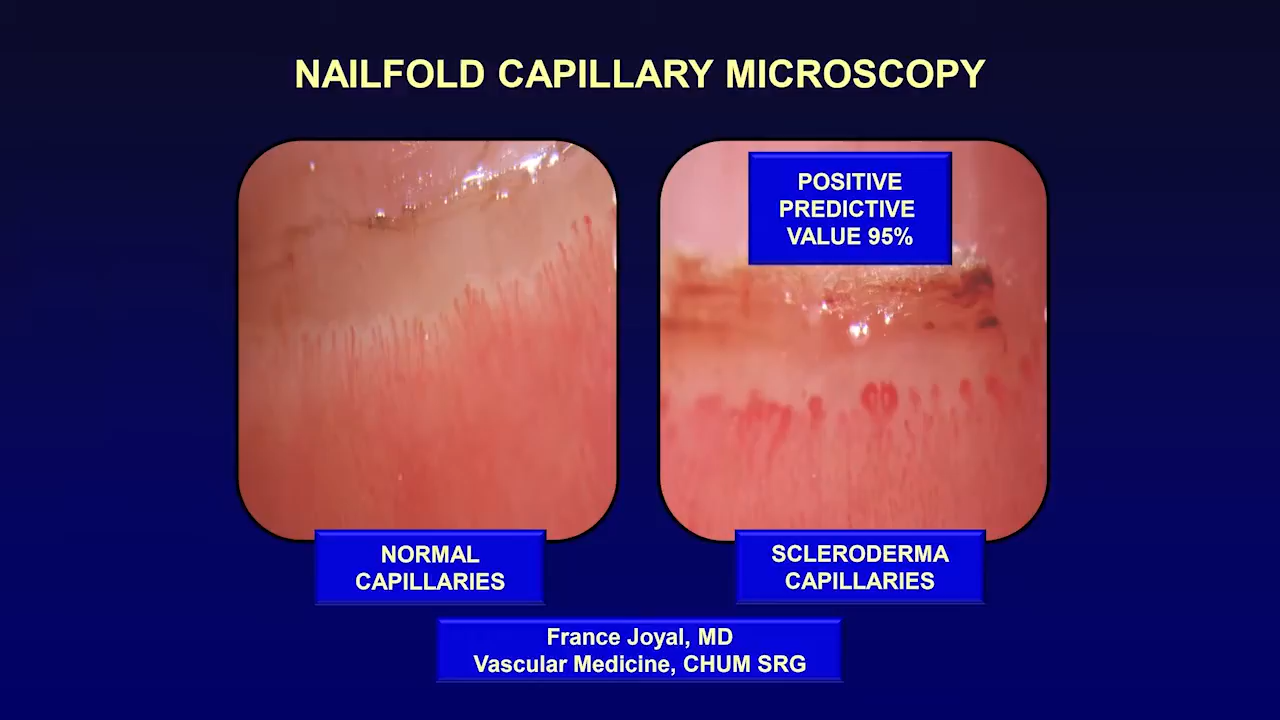 NAILFOLD CAPILLARY MICROSCOPY
POSITIVE
PREDICTIVE
VALUE 95%
NORMAL
CAPILLARIES
SCLERODERMA
CAPILLARIES
France Joyal, MD
Vascular Medicine, CHUM SRG